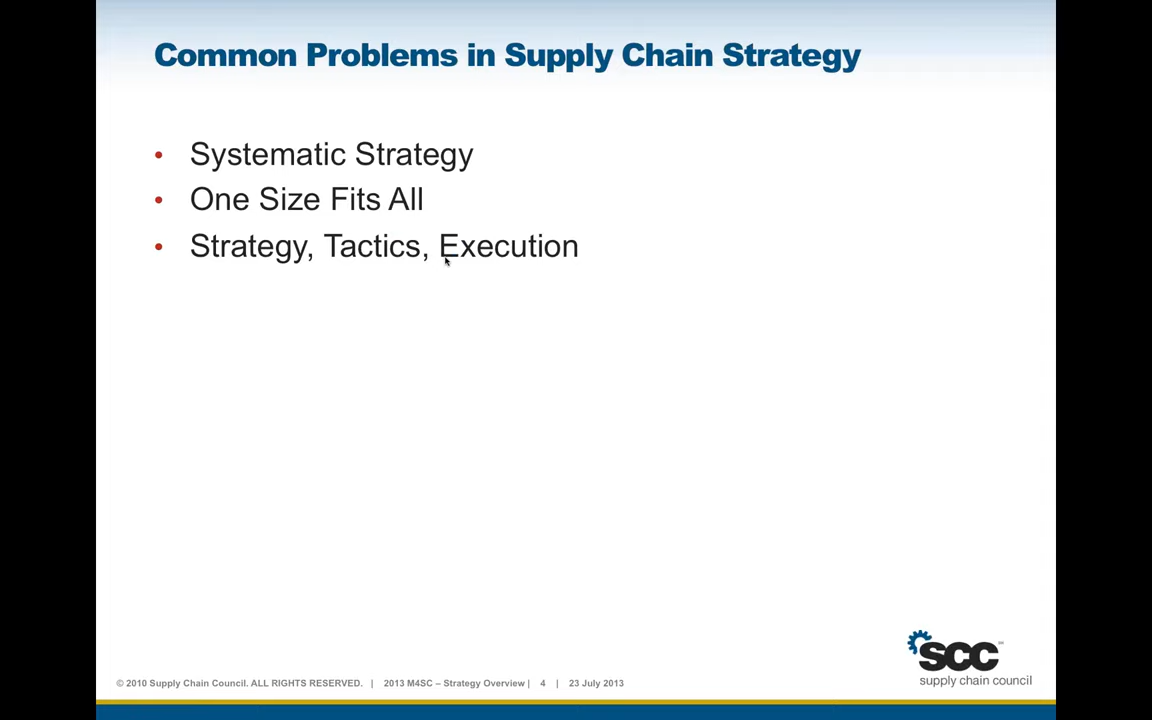 Common Problems in Supply Chain Strategy
• Systematic Strategy
• One Size Fits All
• Strategy, Tactics, Execution
SCC
supply chain council
© 2010 Supply Chain Council. ALL RIGHTS RESERVED. | 2013 M4SC – Strategy Overview | 4 | 23 July 2013